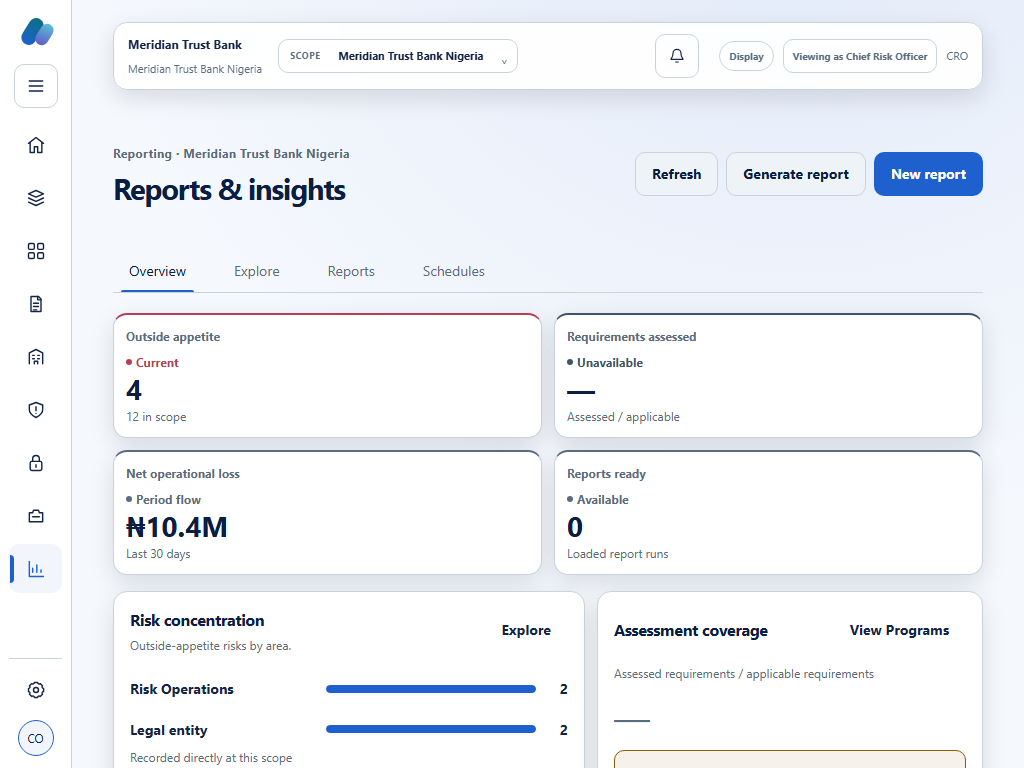 Meridian Trust Bank
Meridian Trust Bank Nigeria
SCOPE Meridian Trust Bank Nigeria
Display
Viewing as Chief Risk Officer
CRO
Reporting · Meridian Trust Bank Nigeria
Reports & insights
Refresh
Generate report
New report
Overview
Explore
Reports
Schedules
Outside appetite
Current
4
12 in scope
Requirements assessed
Unavailable
—
Assessed / applicable
Net operational loss
Period flow
₦10.4M
Last 30 days
Reports ready
Available
0
Loaded report runs
Risk concentration
Outside-appetite risks by area.
Explore
Risk Operations 2
Legal entity 2
Recorded directly at this scope
Assessment coverage
View Programs
Assessed requirements / applicable requirements
—
CO